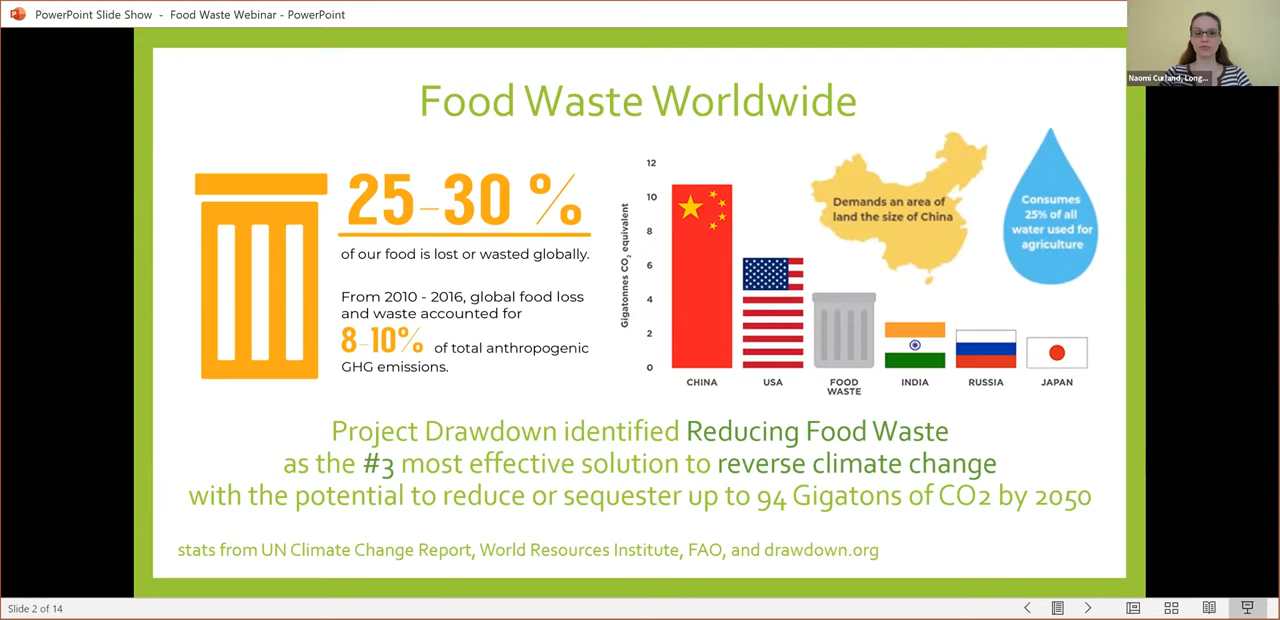 PowerPoint Slide Show - Food Waste Webinar - PowerPoint
Naomi Curland, Long...
Food Waste Worldwide
25-30 %
of our food is lost or wasted globally.
From 2010 - 2016, global food loss
and waste accounted for
8-10% of total anthropogenic
GHG emissions.
Gigatonnes CO2 equivalent
12
10
8
6
4
2
0
CHINA
USA
FOOD
WASTE
INDIA
RUSSIA
JAPAN
Demands an area of
land the size of China
Consumes
25% of all
water used for
agriculture
Project Drawdown identified Reducing Food Waste
as the #3 most effective solution to reverse climate change
with the potential to reduce or sequester up to 94 Gigatons of CO2 by 2050
stats from UN Climate Change Report, World Resources Institute, FAO, and drawdown.org
Slide 2 of 14